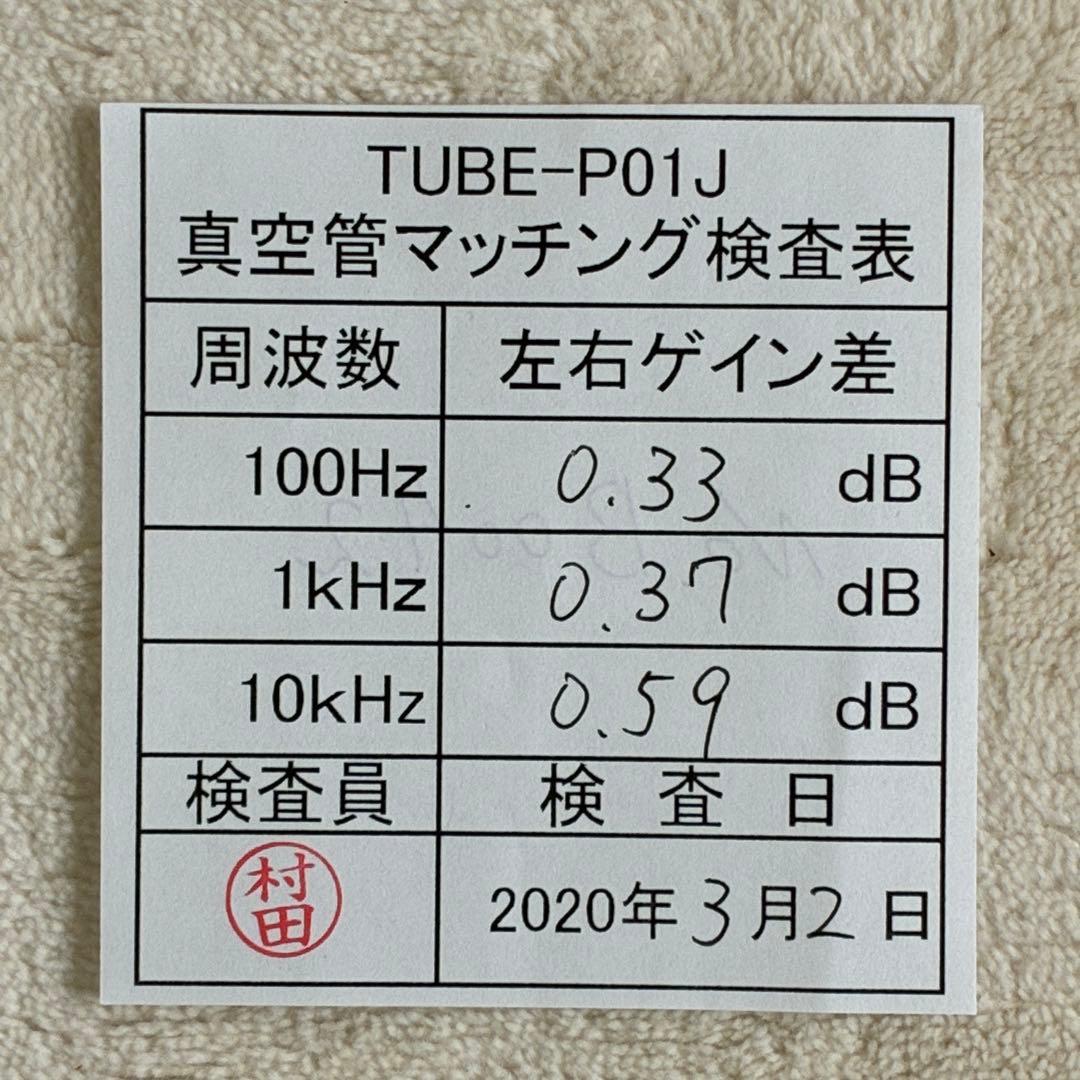 TUBE-P01J
真空管マッチング検査表
周波数 左右ゲイン差
100Hz 0.33 dB
1kHz 0.37 dB
10kHz 0.59 dB
検査員 検査日
村田 2020年3月2日